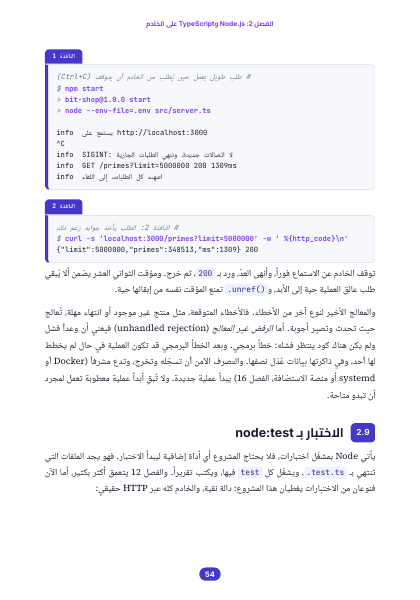 الفصل 2: Node.js وTypeScript على الخادم
النافذة 1
# طلب طويل يعمل حين يُطلب من الخادم أن يتوقف (Ctrl+C)
$ npm start
> bit-shop@1.0.0 start
> node --env-file=.env src/server.ts
info يستمع على http://localhost:3000
^C
info SIGINT: لا اتصالات جديدة، وننهي الطلبات الجارية
info GET /primes?limit=5000000 200 1309ms
info انتهت كل الطلبات، إلى اللقاء
النافذة 2
# النافذة 2: الطلب يأخذ جوابه رغم ذلك
$ curl -s 'localhost:3000/primes?limit=5000000' -w ' %{http_code}\n'
{"limit":5000000,"primes":348513,"ms":1309} 200
توقف الخادم عن الاستماع فوراً، وأنهى العدّ، ورد بـ 200، ثم خرج. ومؤقت الثواني العشر يضمن ألا يُبقي
طلب عالق العملية حية إلى الأبد، و .unref() تمنع المؤقت نفسه من إبقائها حية.
والمعالج الأخير لنوع آخر من الأخطاء. فالأخطاء المتوقعة، مثل منتج غير موجود أو انتهاء مهلة، تُعالج
حيث تحدث وتصير أجوبة. أما الرفض غير المعالج (unhandled rejection) فيعني أن وعداً فشل
ولم يكن هناك كود ينتظر فشله: خطأ برمجي. وبعد الخطأ البرمجي قد تكون العملية في حال لم يخطط
لها أحد، وفي ذاكرتها بيانات عُدّل نصفها. والتصرف الآمن أن تسجّله وتخرج، وتدع مشرفاً (Docker أو
systemd أو منصة الاستضافة، الفصل 16) يبدأ عملية جديدة. ولا تُبقِ أبداً عملية معطوبة تعمل لمجرد
أن تبدو متاحة.
2.9 الاختبار بـ node:test
يأتي Node بمشغّل اختبارات، فلا يحتاج المشروع إلى أي أداة إضافية ليبدأ الاختبار. فهو يجد الملفات التي
تنتهي بـ .test.ts، ويشغّل كل test فيها، ويكتب تقريراً. والفصل 12 يتعمق أكثر بكثير، أما الآن
فنوعان من الاختبارات يغطيان هذا المشروع: دالة نقية، والخادم كله عبر HTTP حقيقي:
54